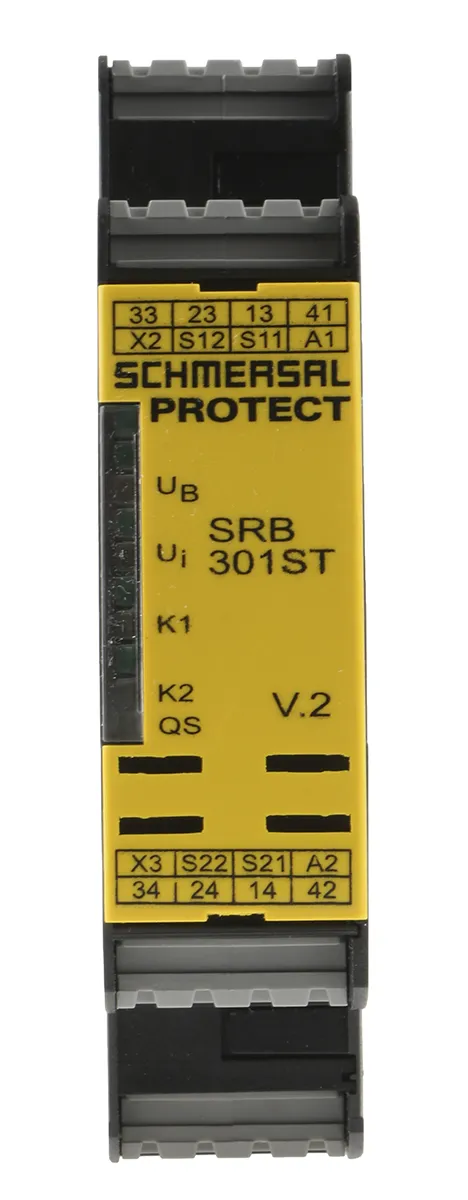 33 23 13 41
X2 S12 S11 A1
SCHMERSAL
PROTECT
UB
Ui
SRB
301ST
K1
K2
QS
V.2
X3 S22 S21 A2
34 24 14 42